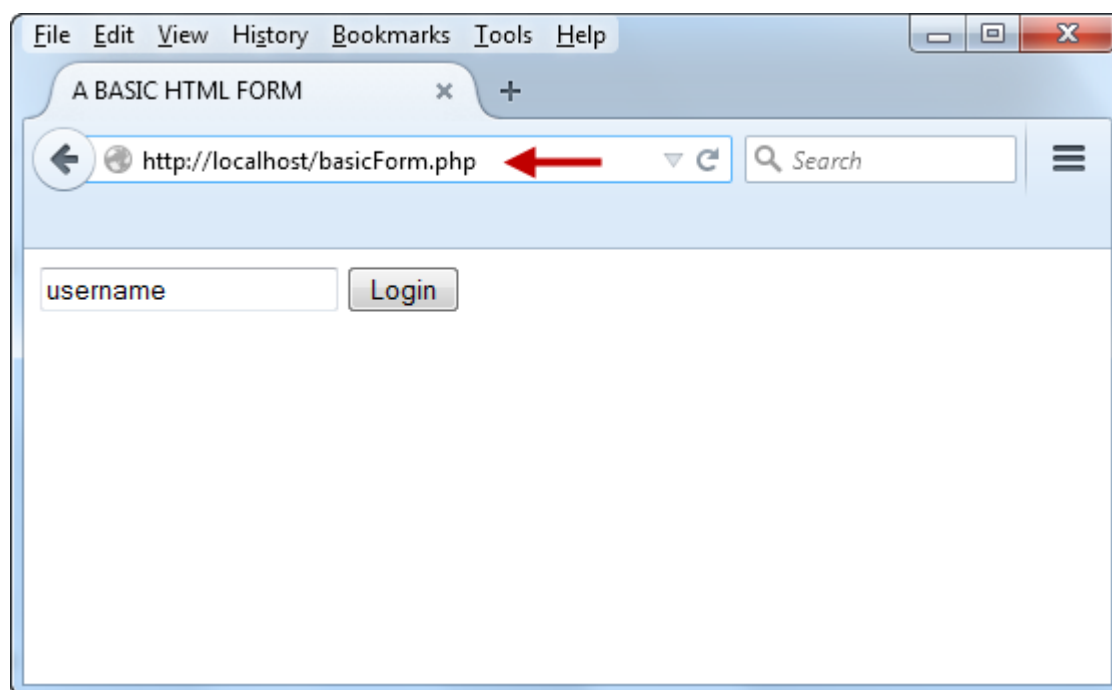 File Edit View History Bookmarks Tools Help
A BASIC HTML FORM
http://localhost/basicForm.php
Search
username Login